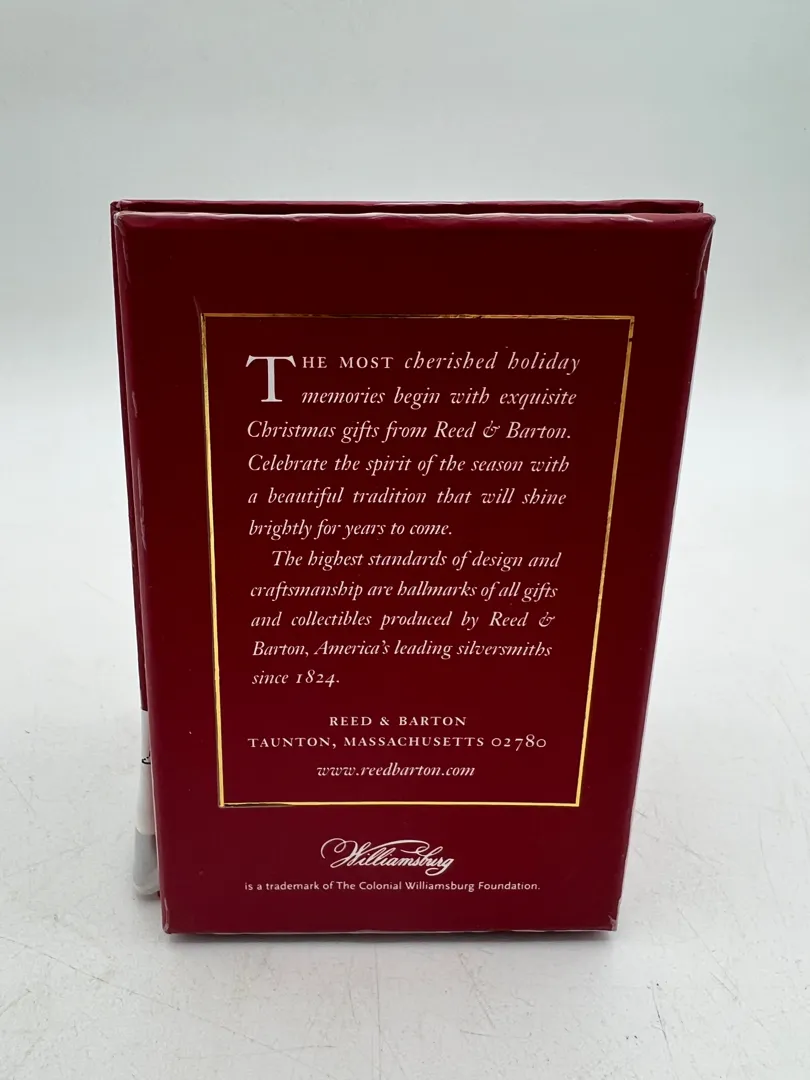 THE MOST cherished holiday
memories begin with exquisite
Christmas gifts from Reed & Barton.
Celebrate the spirit of the season with
a beautiful tradition that will shine
brightly for years to come.
The highest standards of design and
craftsmanship are hallmarks of all gifts
and collectibles produced by Reed &
Barton, America's leading silversmiths
since 1824.
REED & BARTON
TAUNTON, MASSACHUSETTS 02780
www.reedbarton.com
Williamsburg
is a trademark of The Colonial Williamsburg Foundation.